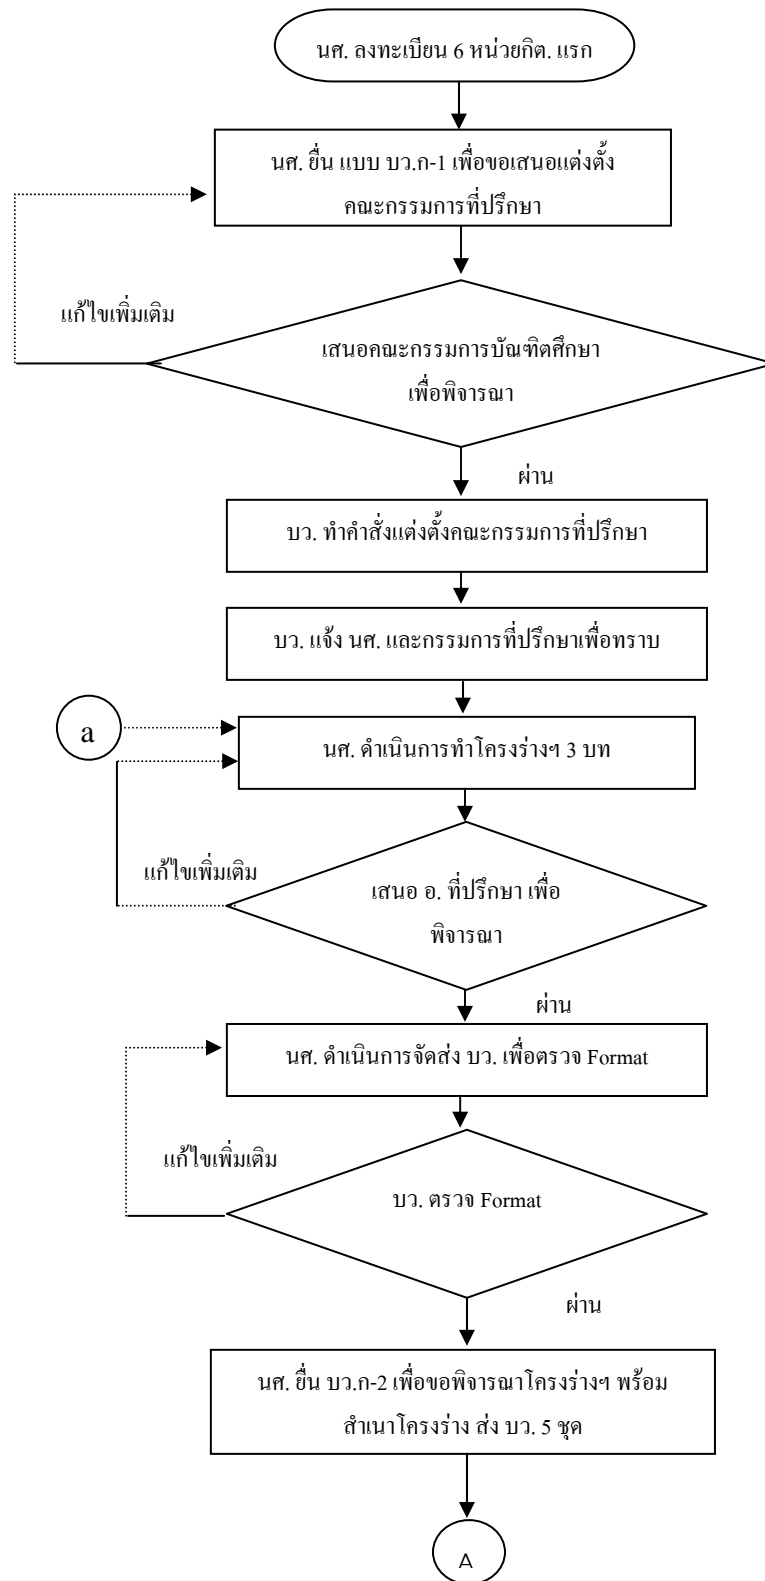 นศ. ลงทะเบียน 6 หน่วยกิต. แรก
นศ. ยื่น แบบ บว.ก-1 เพื่อขอเสนอแต่งตั้ง
คณะกรรมการที่ปรึกษา
แก้ไขเพิ่มเติม
เสนอคณะกรรมการบัณฑิตศึกษา
เพื่อพิจารณา
ผ่าน
บว. ทำคำสั่งแต่งตั้งคณะกรรมการที่ปรึกษา
บว. แจ้ง นศ. และกรรมการที่ปรึกษาเพื่อทราบ
a
นศ. ดำเนินการทำโครงร่างฯ 3 บท
แก้ไขเพิ่มเติม
เสนอ อ. ที่ปรึกษา เพื่อ
พิจารณา
ผ่าน
นศ. ดำเนินการจัดส่ง บว. เพื่อตรวจ Format
แก้ไขเพิ่มเติม
บว. ตรวจ Format
ผ่าน
นศ. ยื่น บว.ก-2 เพื่อขอพิจารณาโครงร่างฯ พร้อม
สำเนาโครงร่าง ส่ง บว. 5 ชุด
A